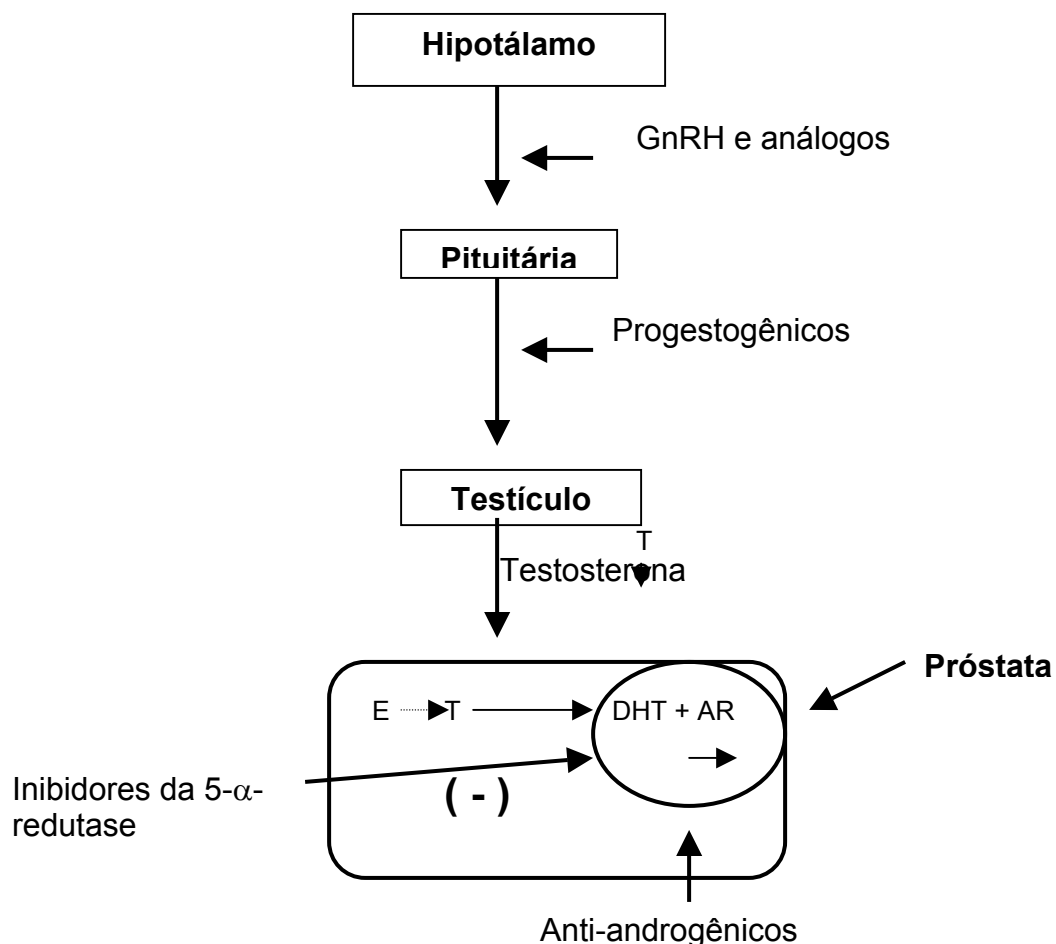 Hipotálamo
GnRH e análogos
Pituitária
Progestogênicos
Testículo
T
Testosterona
Próstata
E T DHT + AR
Inibidores da 5-α-
redutase
( - )
Anti-androgênicos